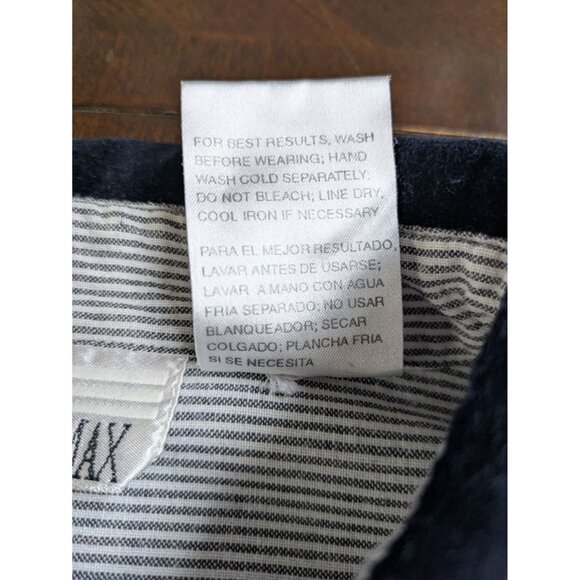 FOR BEST RESULTS, WASH
BEFORE WEARING; HAND
WASH COLD SEPARATELY;
DO NOT BLEACH; LINE DRY,
COOL IRON IF NECESSARY
PARA EL MEJOR RESULTADO,
LAVAR ANTES DE USARSE;
LAVAR A MANO CON AGUA
FRIA SEPARADO; NO USAR
BLANQUEADOR; SECAR
COLGADO; PLANCHA FRIA
SI SE NECESITA
MAX